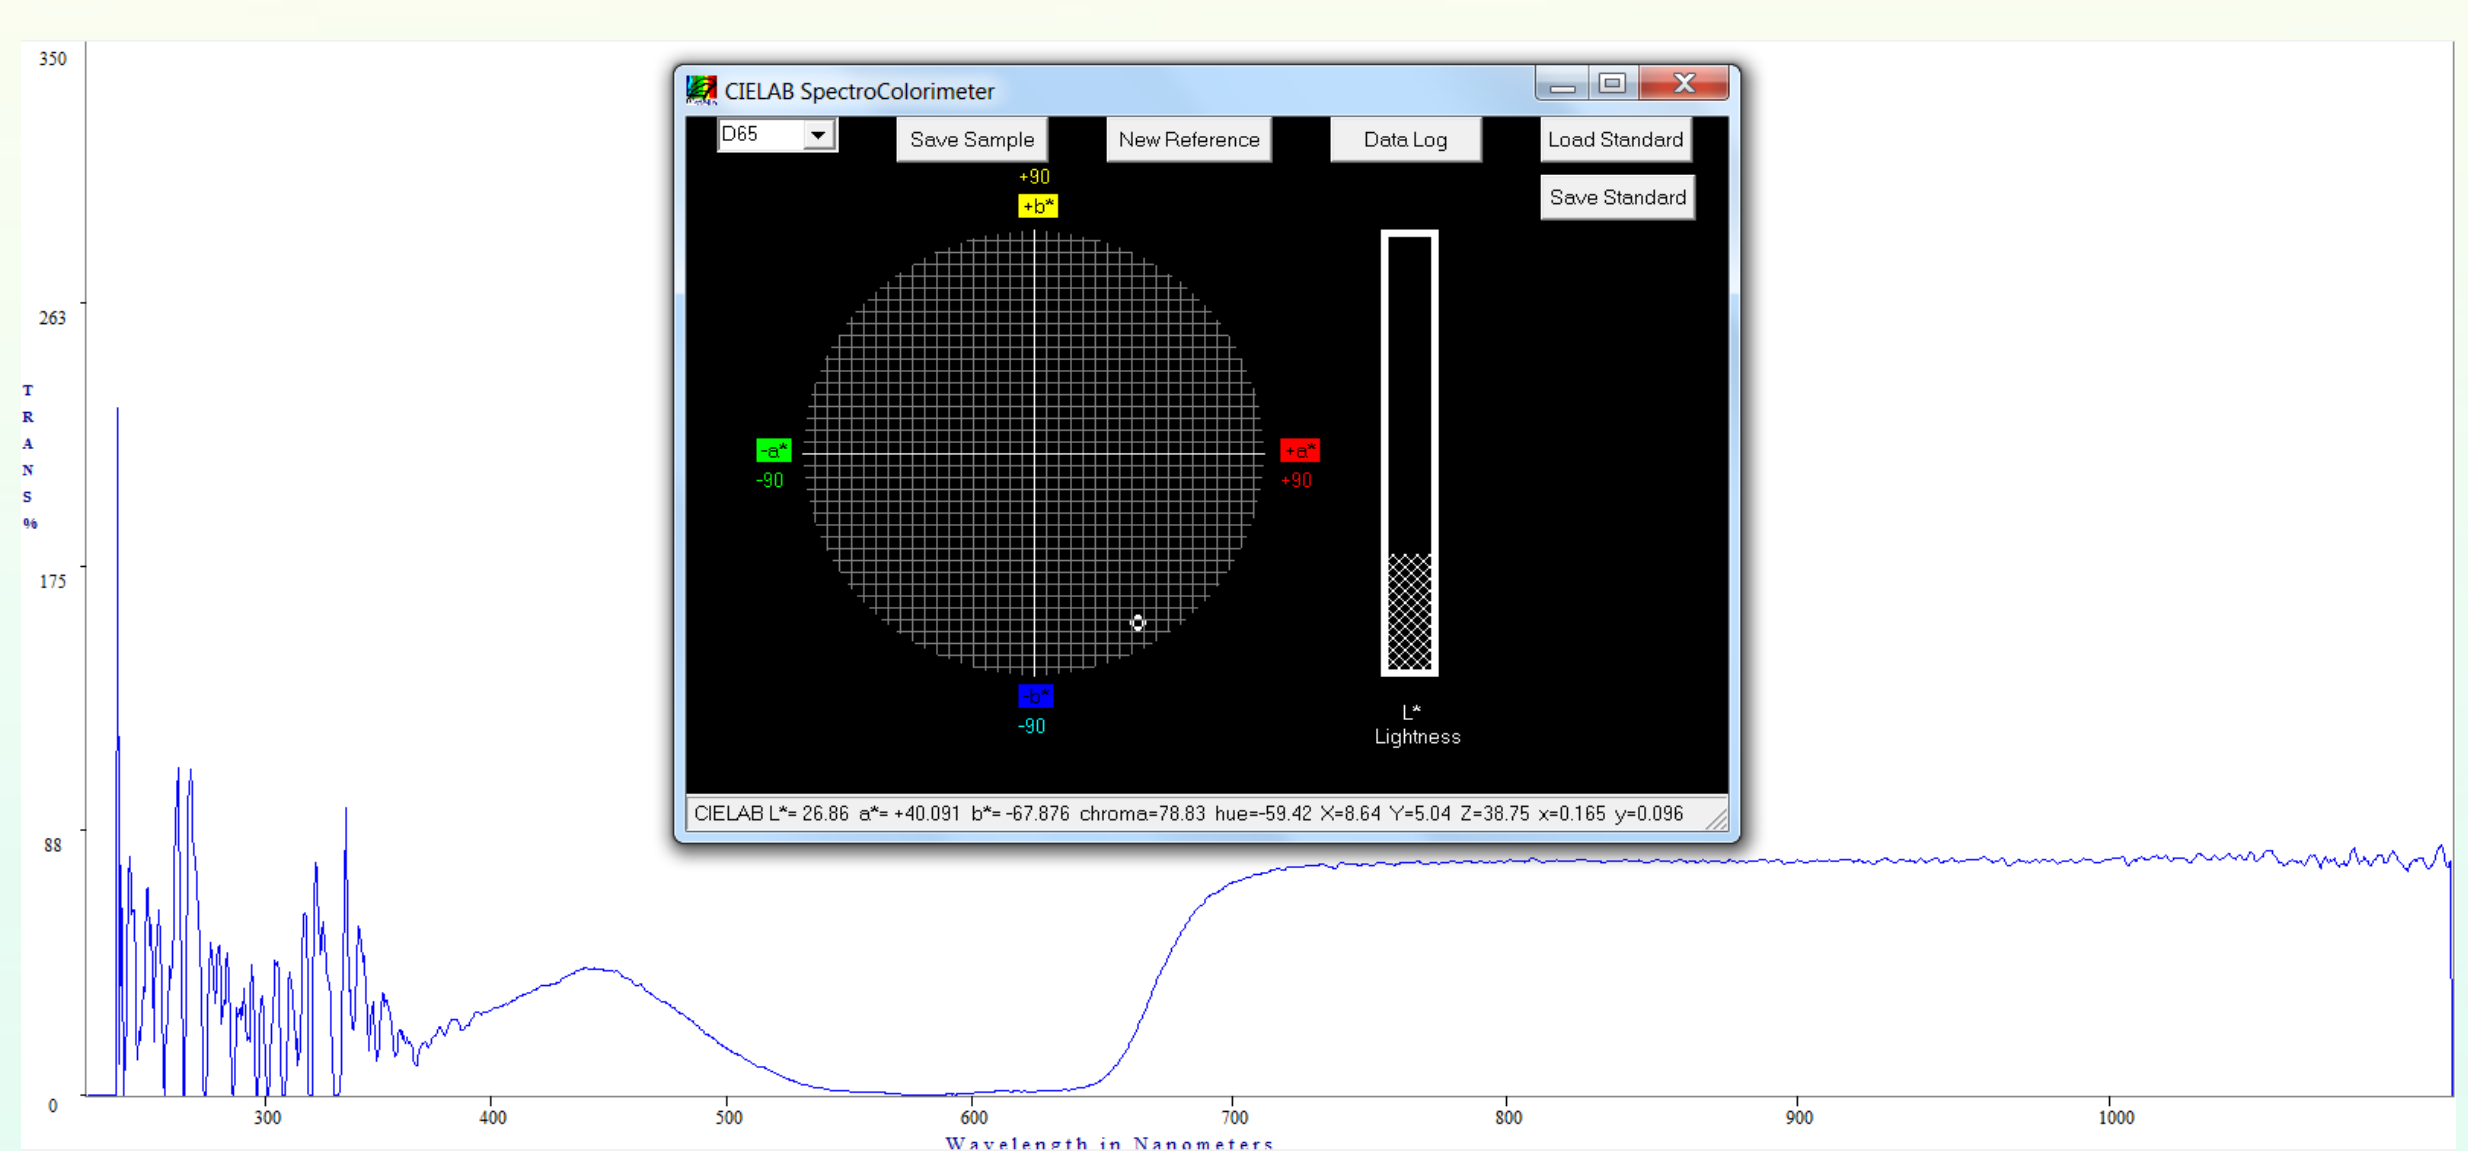 350
263
T
R
A
N
S
%
175
88
0
CIELAB SpectroColorimeter
D65
Save Sample
New Reference
Data Log
Load Standard
Save Standard
+90
+b*
-a*
-90
+a*
+90
-b*
-90
L*
Lightness
CIELAB L*= 26.86 a*= +40.091 b*= -67.876 chroma=78.83 hue=-59.42 X=8.64 Y=5.04 Z=38.75 x=0.165 y=0.096
300 400 500 600 700 800 900 1000
Wavelength in Nanometers